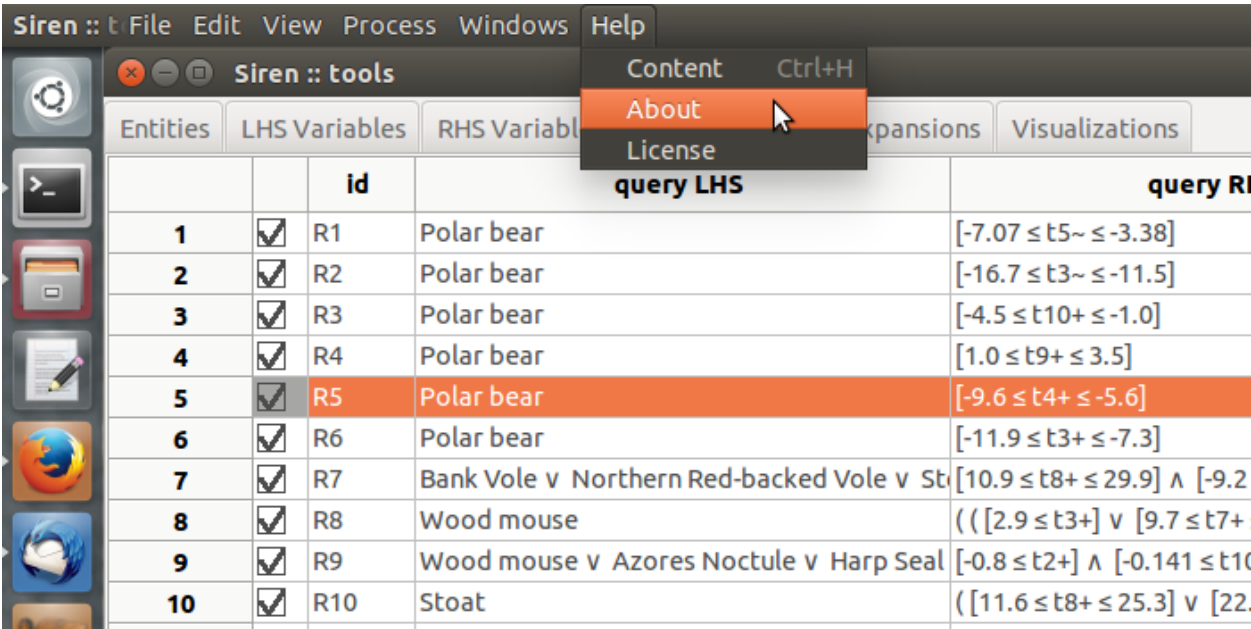 Siren :: t File Edit View Process Windows Help
Siren :: tools
Content Ctrl+H
About
License
Entities LHS Variables RHS Variabl xpansions Visualizations
id query LHS query R
1 R1 Polar bear [-7.07 ≤ t5~ ≤ -3.38]
2 R2 Polar bear [-16.7 ≤ t3~ ≤ -11.5]
3 R3 Polar bear [-4.5 ≤ t10+ ≤ -1.0]
4 R4 Polar bear [1.0 ≤ t9+ ≤ 3.5]
5 R5 Polar bear [-9.6 ≤ t4+ ≤ -5.6]
6 R6 Polar bear [-11.9 ≤ t3+ ≤ -7.3]
7 R7 Bank Vole ∨ Northern Red-backed Vole ∨ St [10.9 ≤ t8+ ≤ 29.9] ∧ [-9.2
8 R8 Wood mouse ( ( [2.9 ≤ t3+] ∨ [9.7 ≤ t7+
9 R9 Wood mouse ∨ Azores Noctule ∨ Harp Seal [-0.8 ≤ t2+] ∧ [-0.141 ≤ t10
10 R10 Stoat ( [11.6 ≤ t8+ ≤ 25.3] ∨ [22.